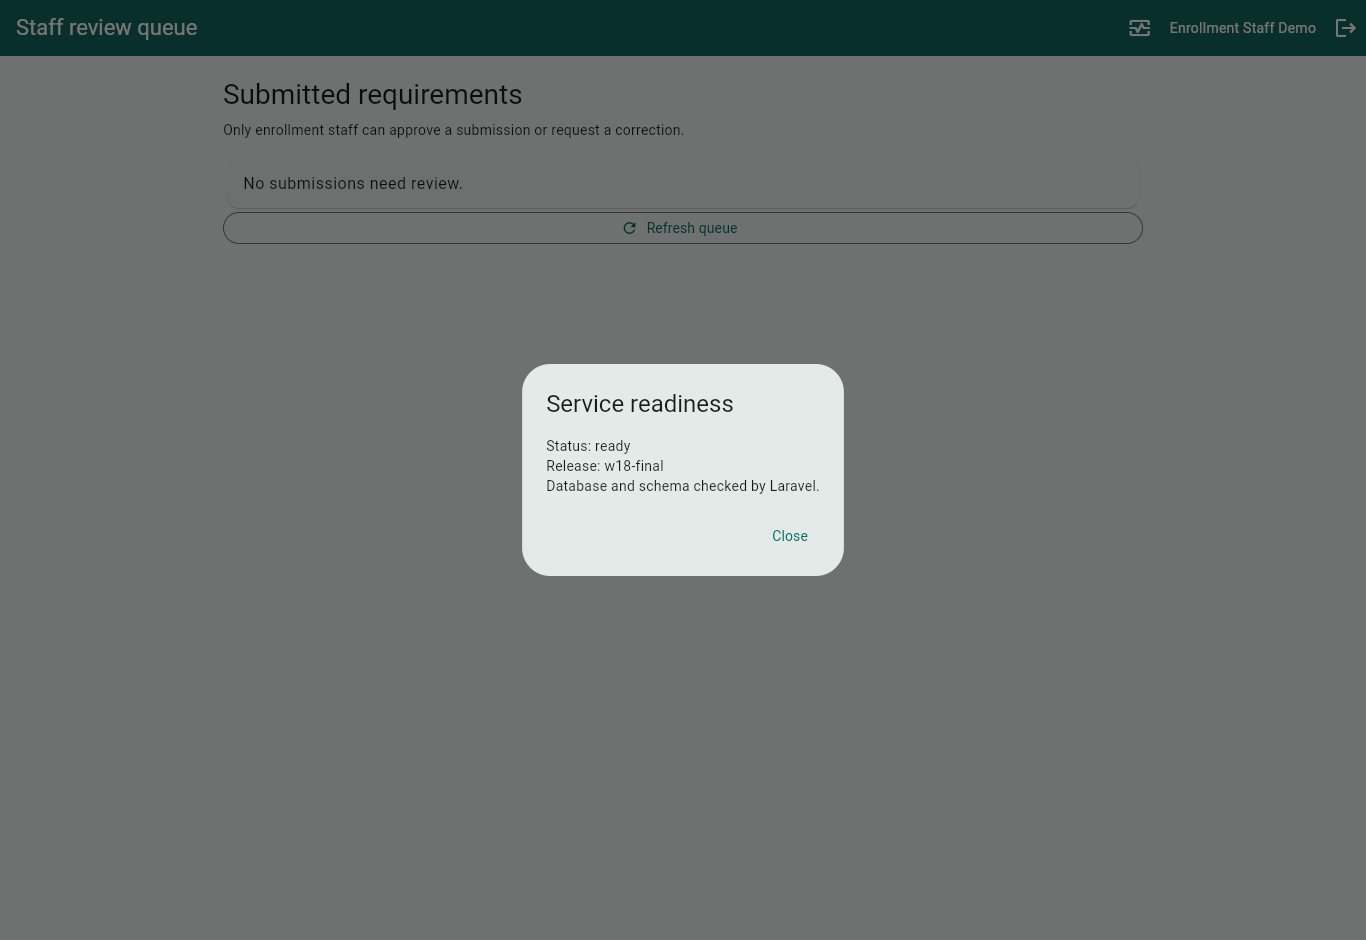 Staff review queue
Enrollment Staff Demo
Submitted requirements
Only enrollment staff can approve a submission or request a correction.
No submissions need review.
Refresh queue
Service readiness
Status: ready
Release: w18-final
Database and schema checked by Laravel.
Close